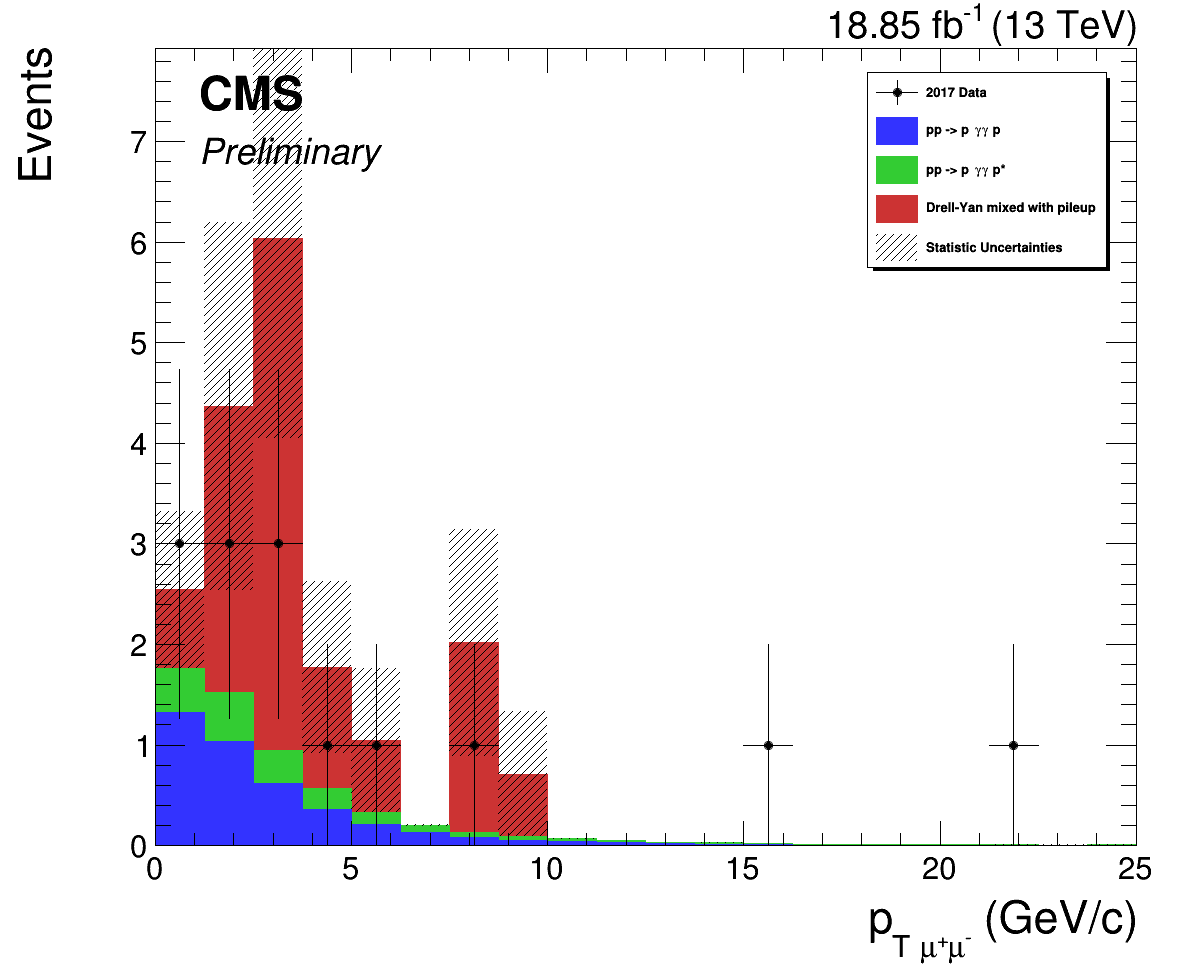 18.85 fb⁻¹ (13 TeV)
Events
CMS
Preliminary
2017 Data
pp -> p γγ p
pp -> p γγ p*
Drell-Yan mixed with pileup
Statistic Uncertainties
7
6
5
4
3
2
1
0
0 5 10 15 20 25
p_T μ⁺μ⁻ (GeV/c)